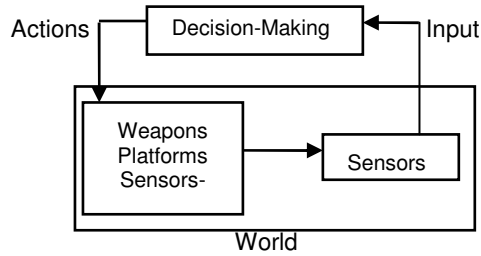 Actions
Decision-Making
Input
Weapons
Platforms
Sensors-
Sensors
World